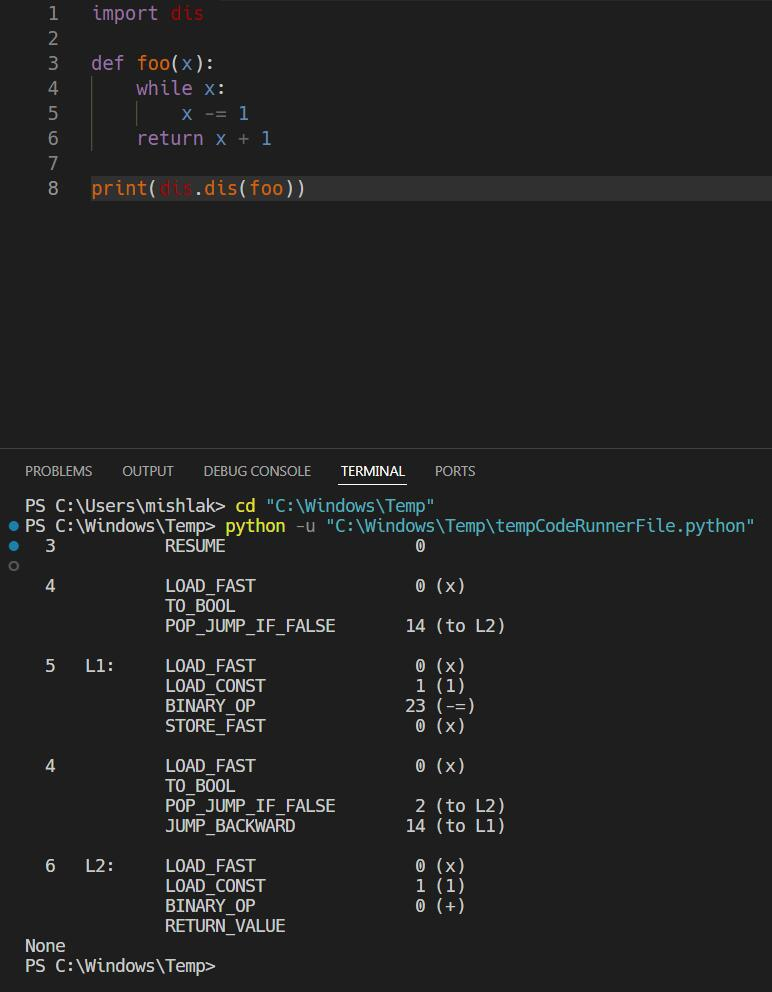 1 import dis
2
3 def foo(x):
4     while x:
5         x -= 1
6     return x + 1
7
8 print(dis.dis(foo))
PROBLEMS OUTPUT DEBUG CONSOLE TERMINAL PORTS
PS C:\Users\mishlak> cd "C:\Windows\Temp"
PS C:\Windows\Temp> python -u "C:\Windows\Temp\tempCodeRunnerFile.python"
  3           RESUME                   0

  4           LOAD_FAST                0 (x)
              TO_BOOL
              POP_JUMP_IF_FALSE       14 (to L2)

  5   L1:     LOAD_FAST                0 (x)
              LOAD_CONST               1 (1)
              BINARY_OP               23 (-=)
              STORE_FAST               0 (x)

  4           LOAD_FAST                0 (x)
              TO_BOOL
              POP_JUMP_IF_FALSE        2 (to L2)
              JUMP_BACKWARD           14 (to L1)

  6   L2:     LOAD_FAST                0 (x)
              LOAD_CONST               1 (1)
              BINARY_OP                0 (+)
              RETURN_VALUE
None
PS C:\Windows\Temp>